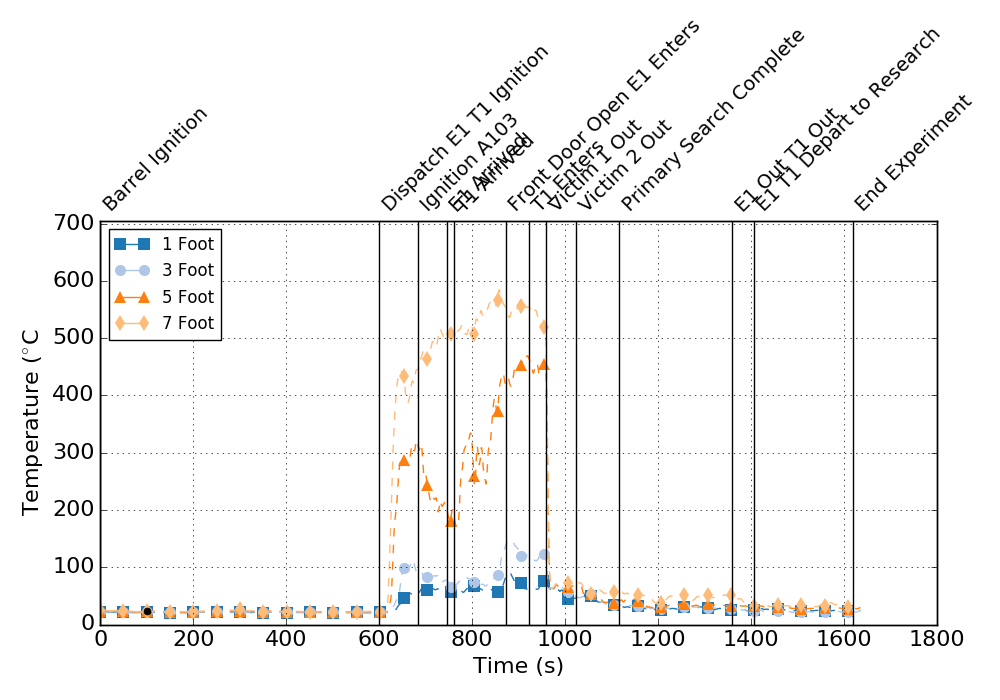 Barrel Ignition
Dispatch E1 T1 Ignition
Ignition A103
E1 Arrived
T1 Arrived
Front Door Open E1 Enters
T1 Enters
Victim 1 Out
Victim 2 Out
Primary Search Complete
E1 Out T1 Out
E1 T1 Depart to Research
End Experiment
700
600
500
400
300
200
100
0
Temperature (°C
1 Foot
3 Foot
5 Foot
7 Foot
0 200 400 600 800 1000 1200 1400 1600 1800
Time (s)